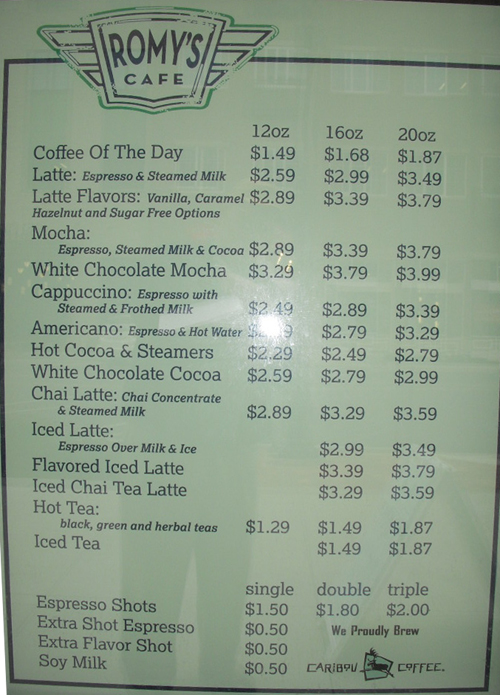 ROMY'S
CAFE
12oz 16oz 20oz
Coffee Of The Day $1.49 $1.68 $1.87
Latte: Espresso & Steamed Milk $2.59 $2.99 $3.49
Latte Flavors: Vanilla, Caramel $2.89 $3.39 $3.79
Hazelnut and Sugar Free Options
Mocha:
Espresso, Steamed Milk & Cocoa $2.89 $3.39 $3.79
White Chocolate Mocha $3.29 $3.79 $3.99
Cappuccino: Espresso with
Steamed & Frothed Milk $2.49 $2.89 $3.39
Americano: Espresso & Hot Water $2.79 $3.29
Hot Cocoa & Steamers $2.29 $2.49 $2.79
White Chocolate Cocoa $2.59 $2.79 $2.99
Chai Latte: Chai Concentrate
& Steamed Milk $2.89 $3.29 $3.59
Iced Latte:
Espresso Over Milk & Ice $2.99 $3.49
Flavored Iced Latte $3.39 $3.79
Iced Chai Tea Latte $3.29 $3.59
Hot Tea:
black, green and herbal teas $1.29 $1.49 $1.87
Iced Tea $1.49 $1.87
single double triple
Espresso Shots $1.50 $1.80 $2.00
Extra Shot Espresso $0.50 We Proudly Brew
Extra Flavor Shot $0.50
Soy Milk $0.50 CARIBOU COFFEE.